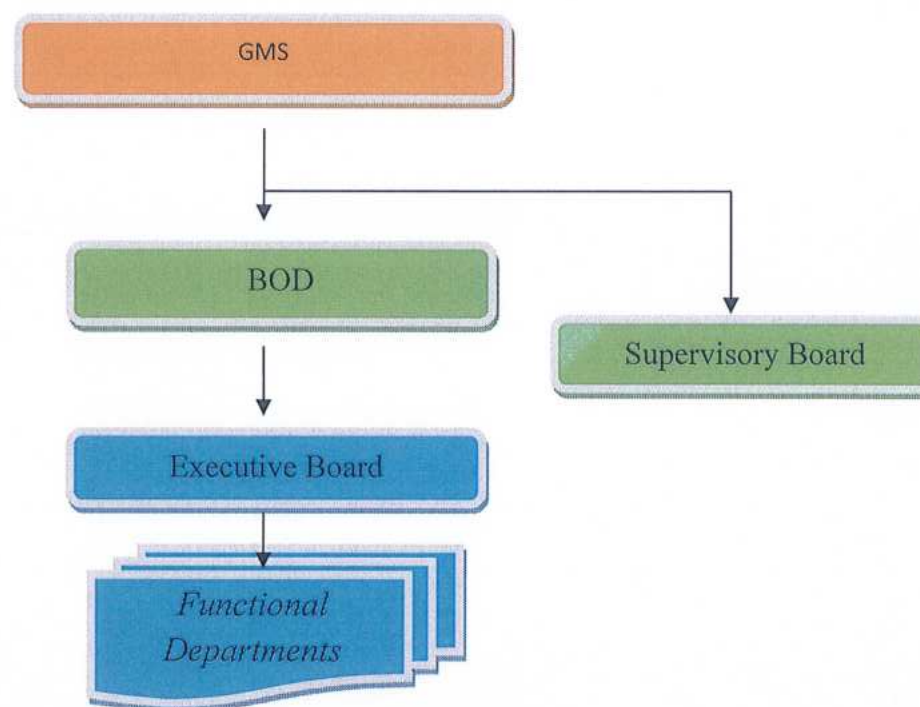 GMS
BOD
Supervisory Board
Executive Board
Functional
Departments